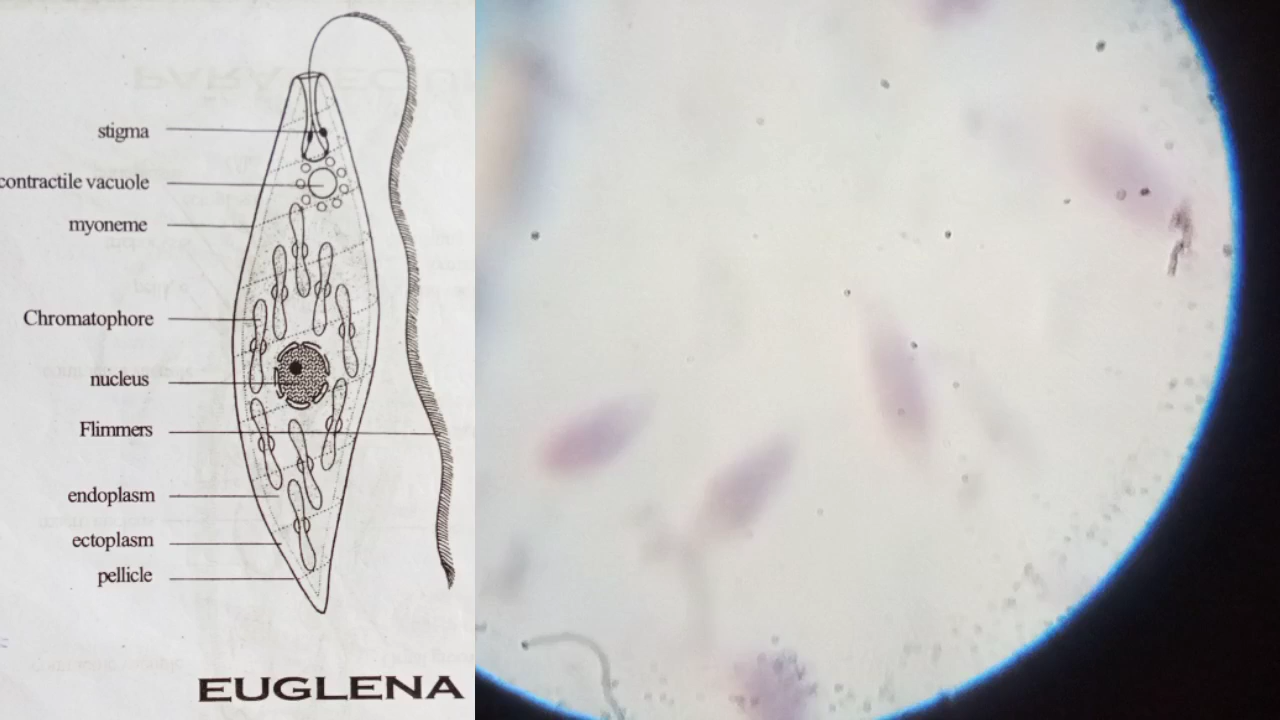 stigma
contractile vacuole
myoneme
Chromatophore
nucleus
Flimmers
endoplasm
ectoplasm
pellicle
EUGLENA